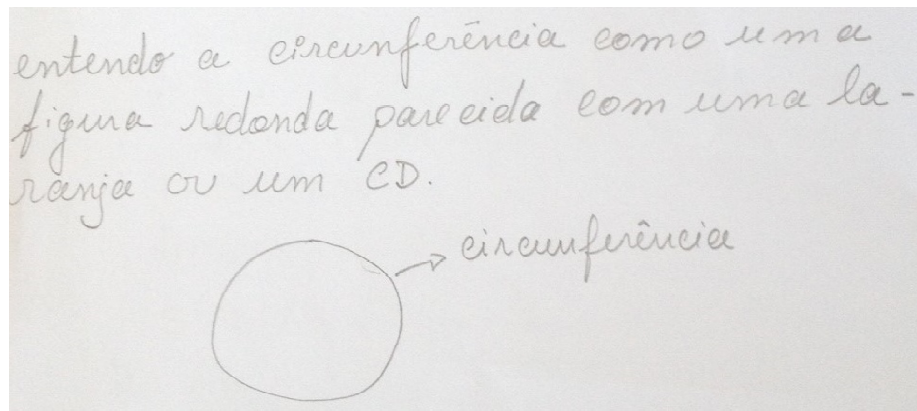 entendo a circunferência como uma
figura redonda parecida com uma la-
ranja ou um CD.
circunferência